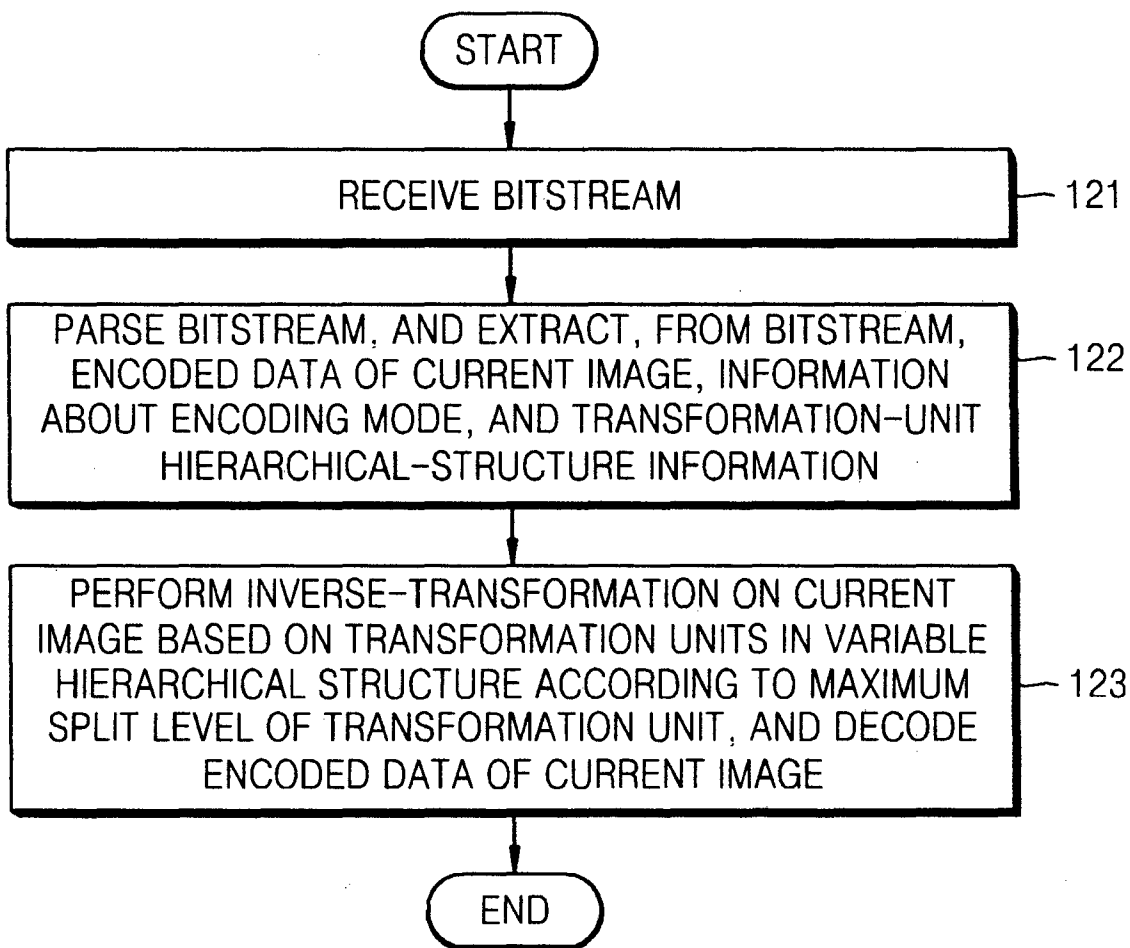 START
RECEIVE BITSTREAM
121
PARSE BITSTREAM, AND EXTRACT, FROM BITSTREAM,
ENCODED DATA OF CURRENT IMAGE, INFORMATION
ABOUT ENCODING MODE, AND TRANSFORMATION-UNIT
HIERARCHICAL-STRUCTURE INFORMATION
122
PERFORM INVERSE-TRANSFORMATION ON CURRENT
IMAGE BASED ON TRANSFORMATION UNITS IN VARIABLE
HIERARCHICAL STRUCTURE ACCORDING TO MAXIMUM
SPLIT LEVEL OF TRANSFORMATION UNIT, AND DECODE
ENCODED DATA OF CURRENT IMAGE
123
END